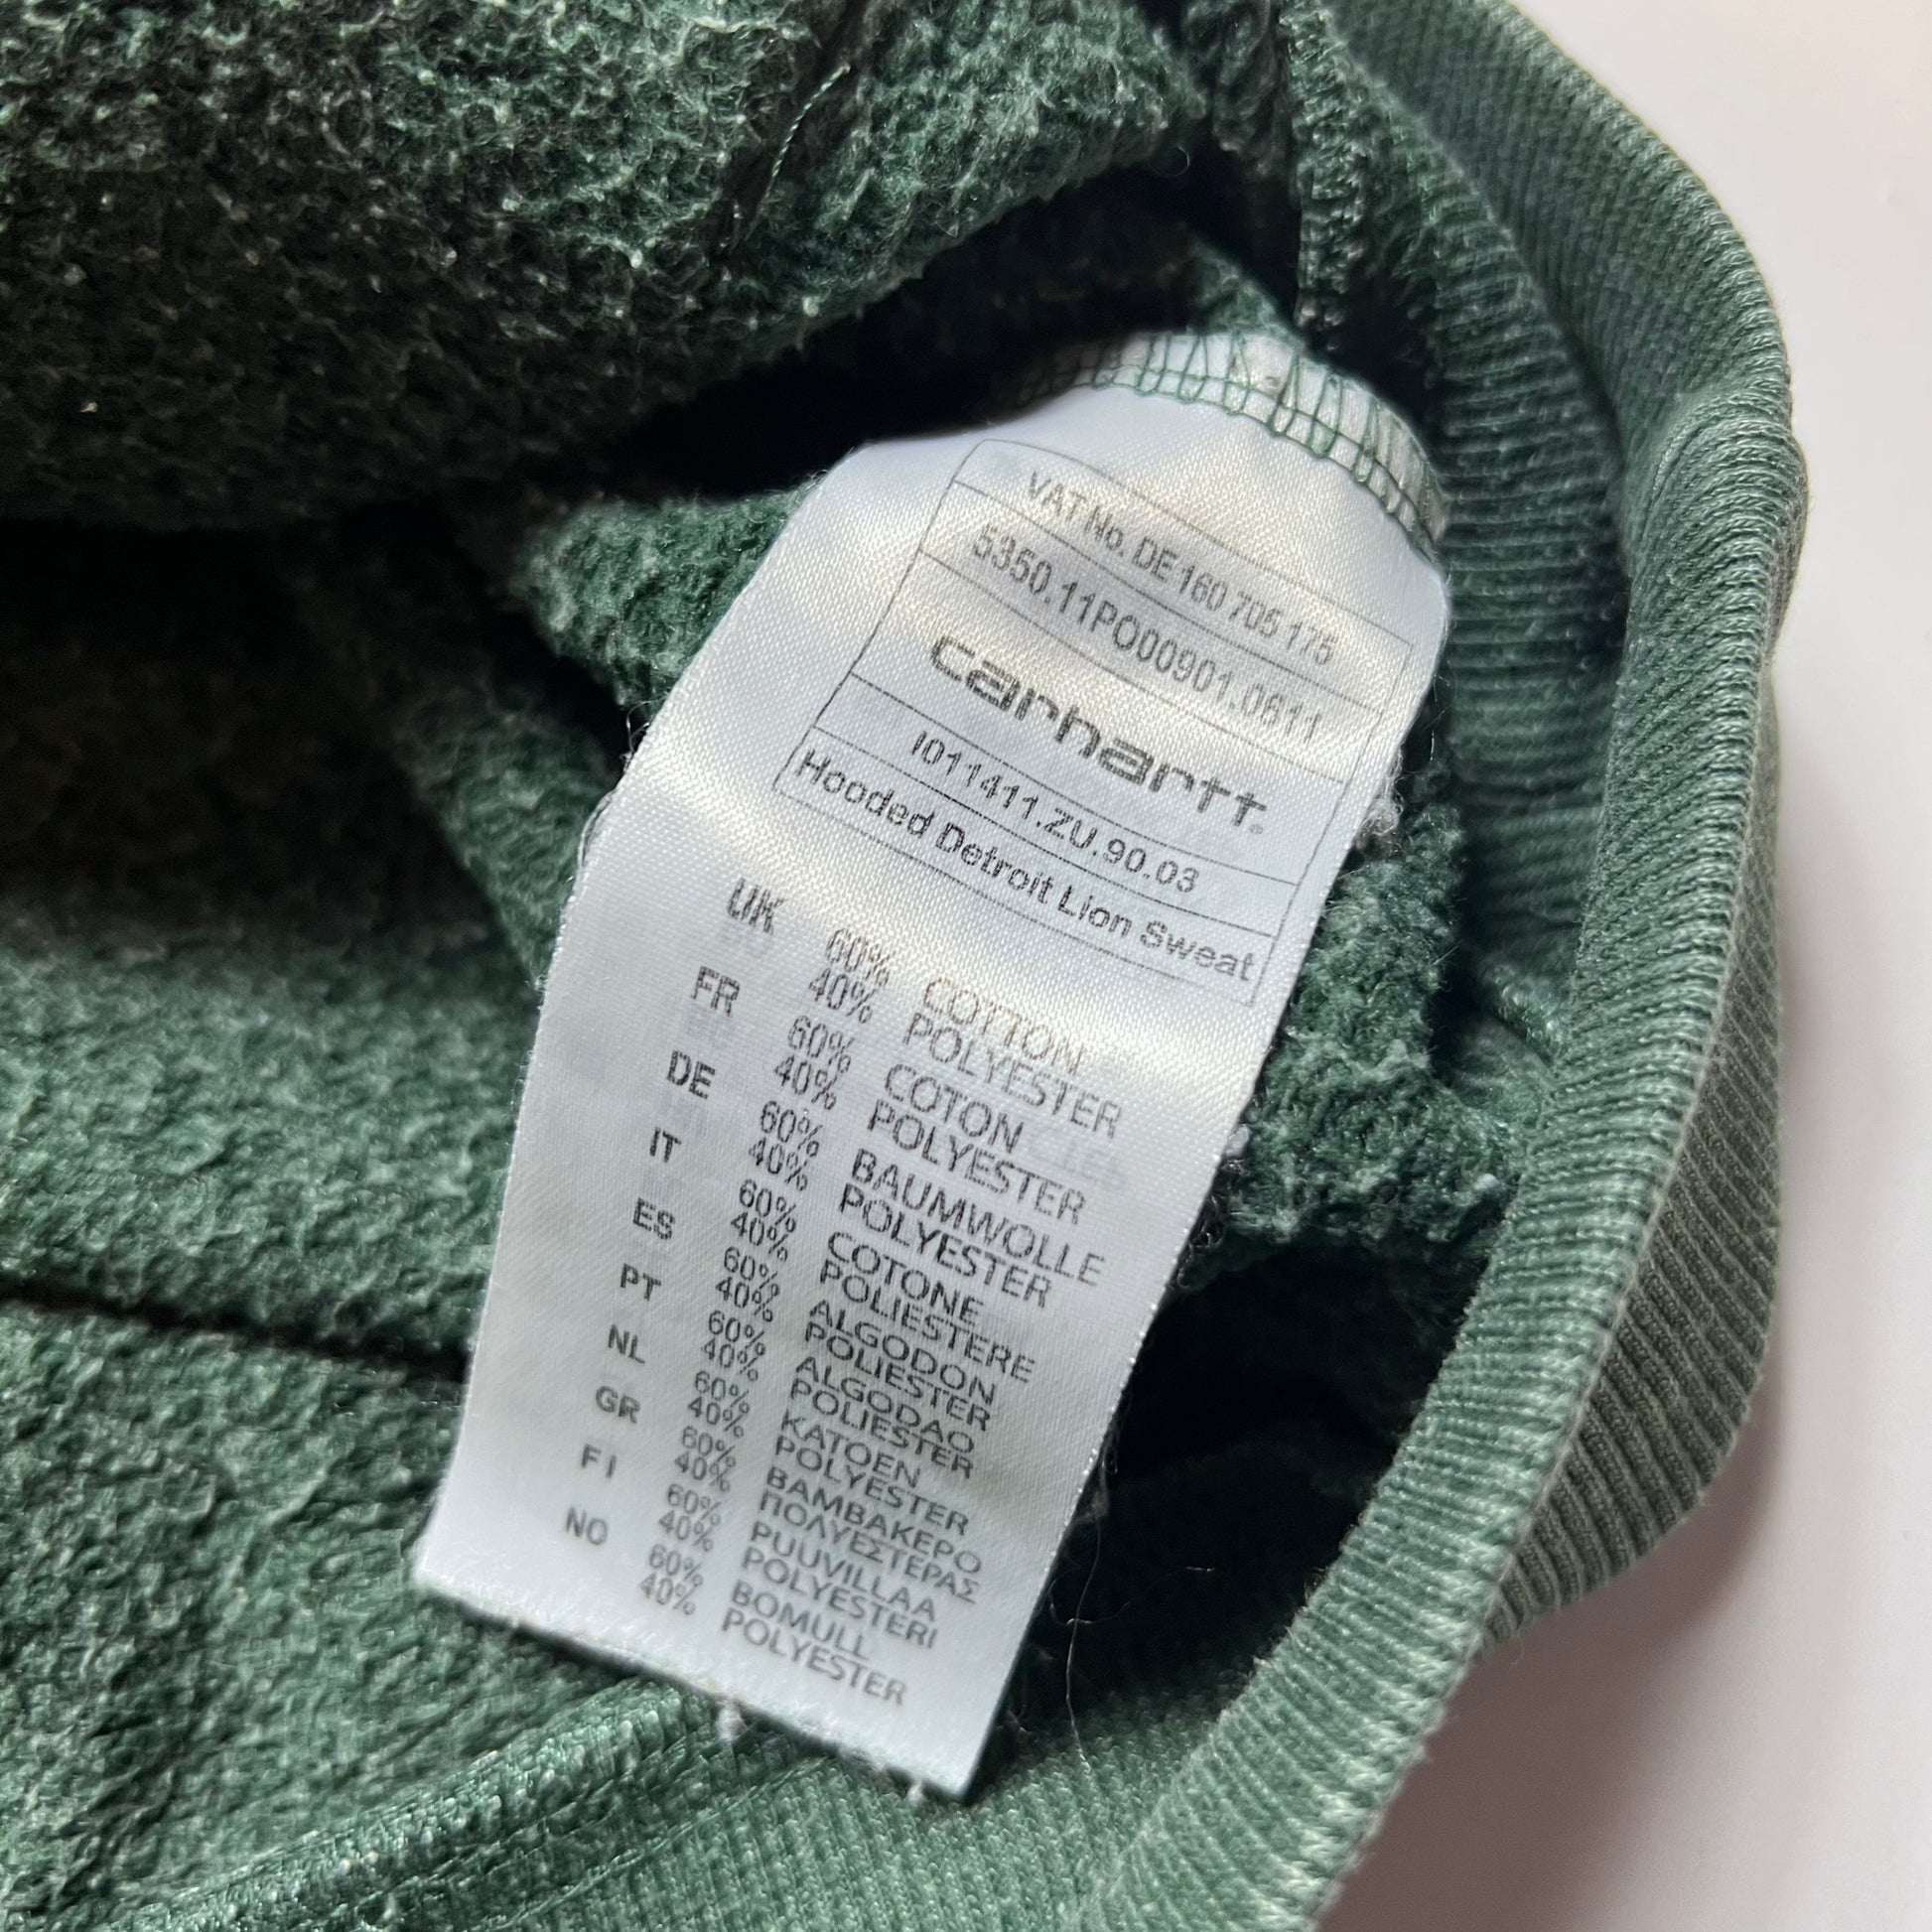 VAT No. DE 160 705 175
5350.11PO00901.0611
carhartt
I011411.ZU.90.03
Hooded Detroit Lion Sweat
UK 60% COTTON
40% POLYESTER
FR 60% COTON
40% POLYESTER
DE 60% BAUMWOLLE
40% POLYESTER
IT 60% COTONE
40% POLIESTERE
ES 60% ALGODON
40% POLIESTER
PT 60% ALGODAO
40% POLIESTER
NL 60% KATOEN
40% POLYESTER
GR 60% ΒΑΜΒΑΚΕΡΟ
40% ΠΟΛΥΕΣΤΕΡΑΣ
FI 60% PUUVILLAA
40% POLYESTERI
NO 60% BOMULL
40% POLYESTER